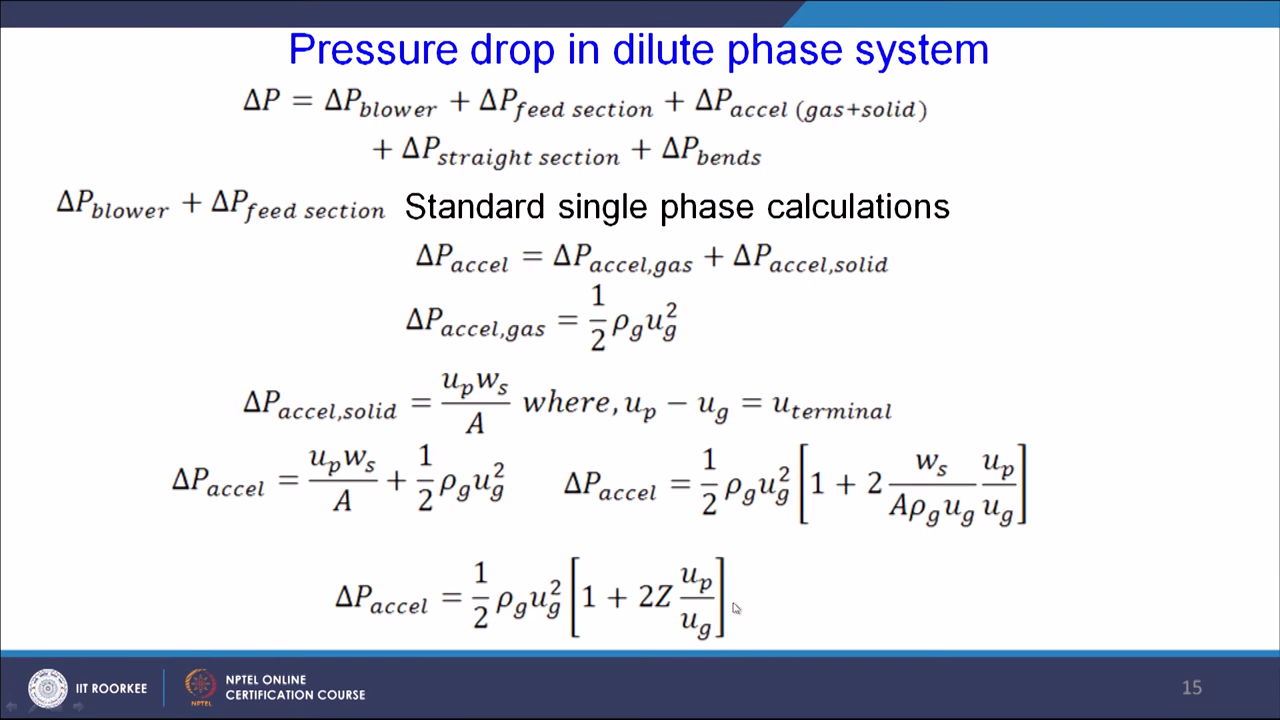 Pressure drop in dilute phase system
ΔP = ΔP_blower + ΔP_feed section + ΔP_accel (gas+solid)
+ ΔP_straight section + ΔP_bends
ΔP_blower + ΔP_feed section Standard single phase calculations
ΔP_accel = ΔP_accel,gas + ΔP_accel,solid
ΔP_accel,gas = 1/2 ρ_g u_g^2
ΔP_accel,solid = u_p w_s / A where, u_p − u_g = u_terminal
ΔP_accel = u_p w_s / A + 1/2 ρ_g u_g^2 ΔP_accel = 1/2 ρ_g u_g^2 [1 + 2 w_s / (Aρ_g u_g) u_p / u_g]
ΔP_accel = 1/2 ρ_g u_g^2 [1 + 2Z u_p / u_g]
IIT ROORKEE
NPTEL
NPTEL ONLINE
CERTIFICATION COURSE
15